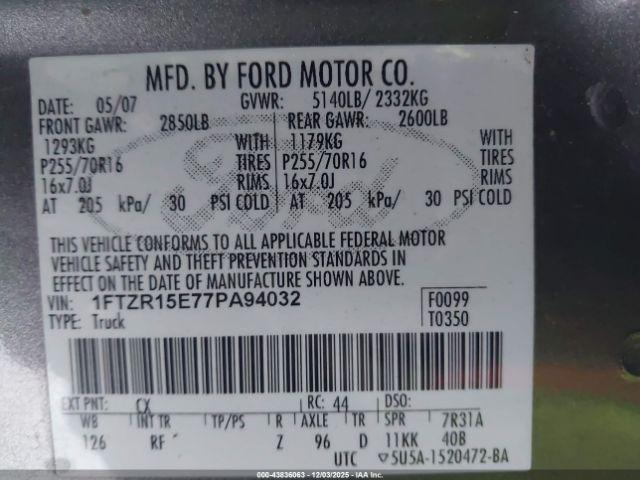 MFD. BY FORD MOTOR CO.
DATE: 05/07 GVWR: 5140LB/ 2332KG
FRONT GAWR: 2850LB REAR GAWR: 2600LB
1293KG WITH 1179KG WITH
P255/70R16 TIRES P255/70R16 TIRES
16x7.0J RIMS 16x7.0J RIMS
AT 205 kPa/ 30 PSI COLD AT 205 kPa/ 30 PSI COLD
Ford
THIS VEHICLE CONFORMS TO ALL APPLICABLE FEDERAL MOTOR
VEHICLE SAFETY AND THEFT PREVENTION STANDARDS IN
EFFECT ON THE DATE OF MANUFACTURE SHOWN ABOVE.
VIN: 1FTZR15E77PA94032 F0099
TYPE: Truck T0350
EXT PNT: CX RC: 44 DSO:
WB INT TR TP/PS R AXLE TR SPR 7R31A
126 RF Z 96 D 11KK 40B
UTC 5U5A-1520472-BA
© 000-43836063 - 12/03/2025 - IAAI.com